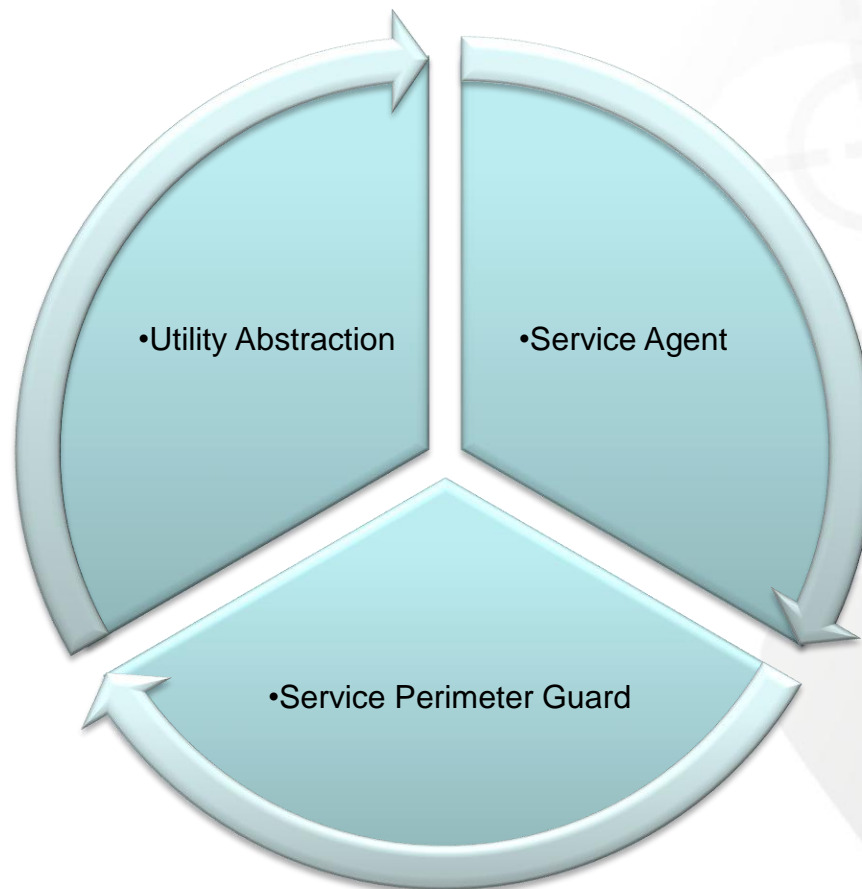 •Utility Abstraction
•Service Agent
•Service Perimeter Guard